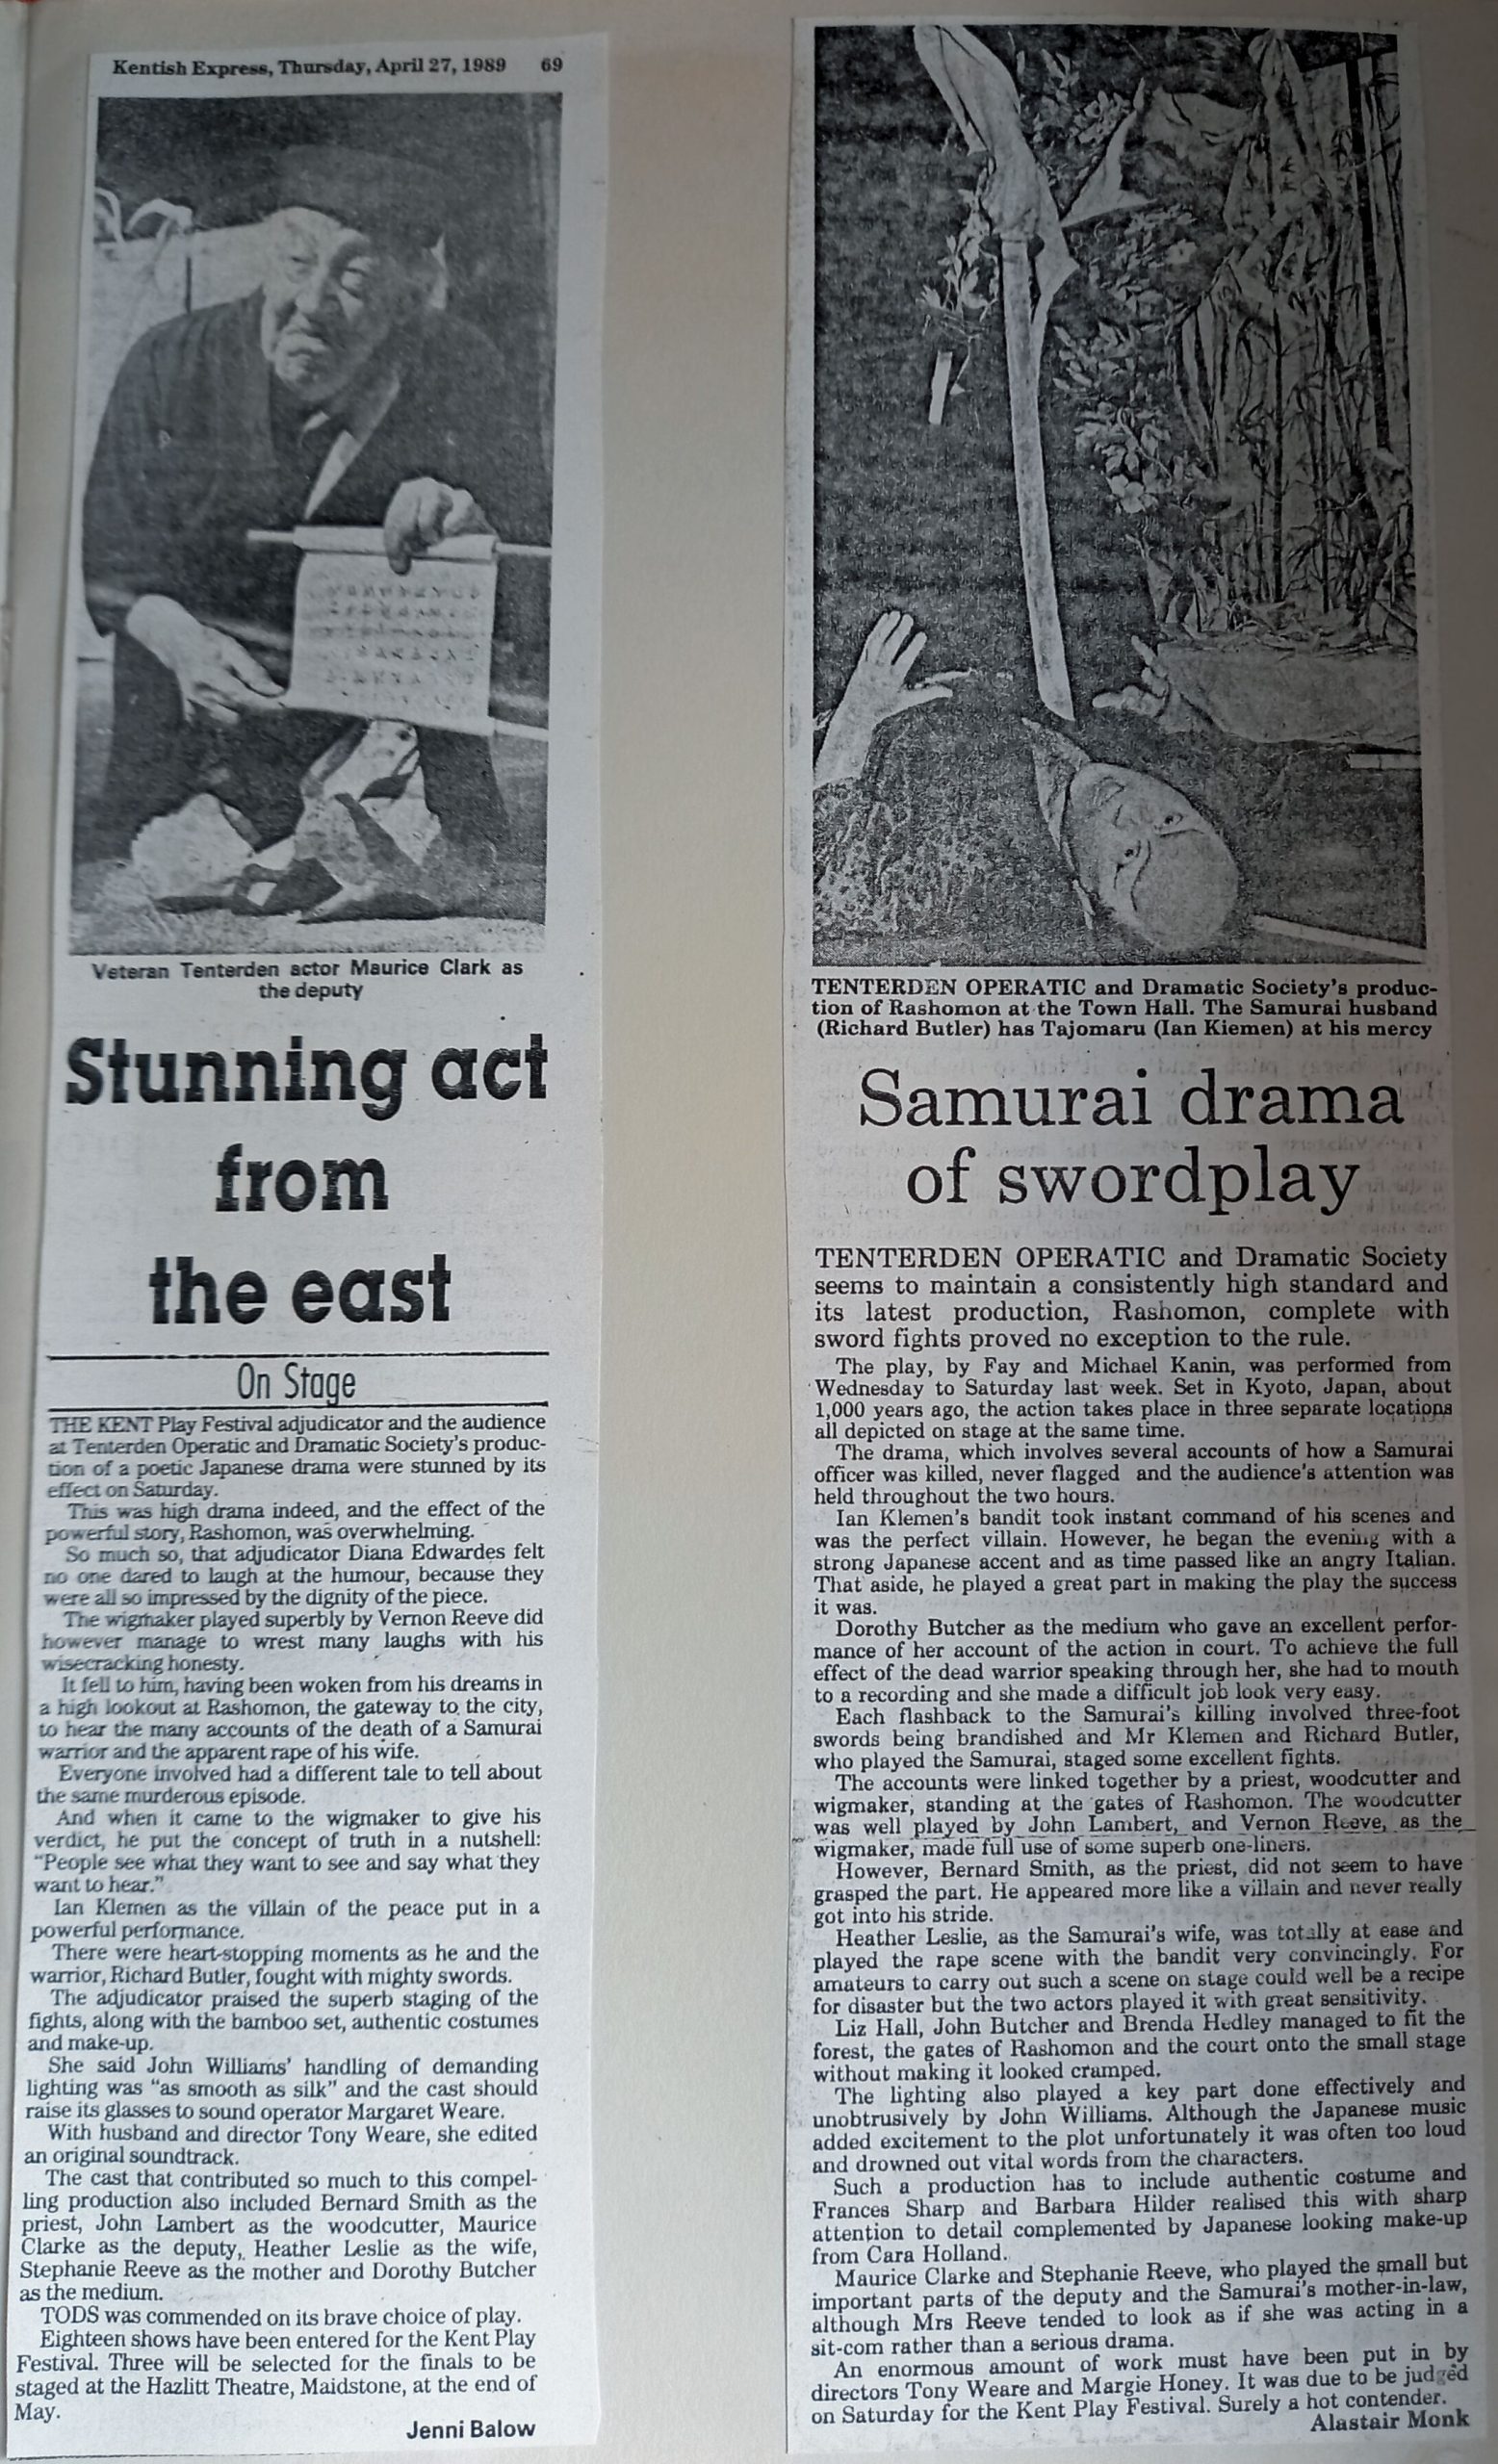 Kentish Express, Thursday, April 27, 1989 69
Veteran Tenterden actor Maurice Clark as
the deputy
Stunning act
from
the east
On Stage
THE KENT Play Festival adjudicator and the audience
at Tenterden Operatic and Dramatic Society's produc-
tion of a poetic Japanese drama were stunned by its
effect on Saturday.
This was high drama indeed, and the effect of the
powerful story, Rashomon, was overwhelming.
So much so, that adjudicator Diana Edwardes felt
no one dared to laugh at the humour, because they
were all so impressed by the dignity of the piece.
The wigmaker played superbly by Vernon Reeve did
however manage to wrest many laughs with his
wisecracking honesty.
It fell to him, having been woken from his dreams in
a high lookout at Rashomon, the gateway to the city,
to hear the many accounts of the death of a Samurai
warrior and the apparent rape of his wife.
Everyone involved had a different tale to tell about
the same murderous episode.
And when it came to the wigmaker to give his
verdict, he put the concept of truth in a nutshell:
"People see what they want to see and say what they
want to hear."
Ian Klemen as the villain of the peace put in a
powerful performance.
There were heart-stopping moments as he and the
warrior, Richard Butler, fought with mighty swords.
The adjudicator praised the superb staging of the
fights, along with the bamboo set, authentic costumes
and make-up.
She said John Williams' handling of demanding
lighting was "as smooth as silk" and the cast should
raise its glasses to sound operator Margaret Weare.
With husband and director Tony Weare, she edited
an original soundtrack.
The cast that contributed so much to this compel-
ling production also included Bernard Smith as the
priest, John Lambert as the woodcutter, Maurice
Clarke as the deputy, Heather Leslie as the wife,
Stephanie Reeve as the mother and Dorothy Butcher
as the medium.
TODS was commended on its brave choice of play.
Eighteen shows have been entered for the Kent Play
Festival. Three will be selected for the finals to be
staged at the Hazlitt Theatre, Maidstone, at the end of
May.
Jenni Balow
TENTERDEN OPERATIC and Dramatic Society's produc-
tion of Rashomon at the Town Hall. The Samurai husband
(Richard Butler) has Tajomaru (Ian Kiemen) at his mercy
Samurai drama
of swordplay
TENTERDEN OPERATIC and Dramatic Society
seems to maintain a consistently high standard and
its latest production, Rashomon, complete with
sword fights proved no exception to the rule.
The play, by Fay and Michael Kanin, was performed from
Wednesday to Saturday last week. Set in Kyoto, Japan, about
1,000 years ago, the action takes place in three separate locations
all depicted on stage at the same time.
The drama, which involves several accounts of how a Samurai
officer was killed, never flagged and the audience's attention was
held throughout the two hours.
Ian Klemen's bandit took instant command of his scenes and
was the perfect villain. However, he began the evening with a
strong Japanese accent and as time passed like an angry Italian.
That aside, he played a great part in making the play the success
it was.
Dorothy Butcher as the medium who gave an excellent perfor-
mance of her account of the action in court. To achieve the full
effect of the dead warrior speaking through her, she had to mouth
to a recording and she made a difficult job look very easy.
Each flashback to the Samurai's killing involved three-foot
swords being brandished and Mr Klemen and Richard Butler,
who played the Samurai, staged some excellent fights.
The accounts were linked together by a priest, woodcutter and
wigmaker, standing at the gates of Rashomon. The woodcutter
was well played by John Lambert, and Vernon Reeve, as the
wigmaker, made full use of some superb one-liners.
However, Bernard Smith, as the priest, did not seem to have
grasped the part. He appeared more like a villain and never really
got into his stride.
Heather Leslie, as the Samurai's wife, was totally at ease and
played the rape scene with the bandit very convincingly. For
amateurs to carry out such a scene on stage could well be a recipe
for disaster but the two actors played it with great sensitivity.
Liz Hall, John Butcher and Brenda Hedley managed to fit the
forest, the gates of Rashomon and the court onto the small stage
without making it looked cramped.
The lighting also played a key part done effectively and
unobtrusively by John Williams. Although the Japanese music
added excitement to the plot unfortunately it was often too loud
and drowned out vital words from the characters.
Such a production has to include authentic costume and
Frances Sharp and Barbara Hilder realised this with sharp
attention to detail complemented by Japanese looking make-up
from Cara Holland.
Maurice Clarke and Stephanie Reeve, who played the small but
important parts of the deputy and the Samurai's mother-in-law,
although Mrs Reeve tended to look as if she was acting in a
sit-com rather than a serious drama.
An enormous amount of work must have been put in by
directors Tony Weare and Margie Honey. It was due to be judged
on Saturday for the Kent Play Festival. Surely a hot contender.
Alastair Monk